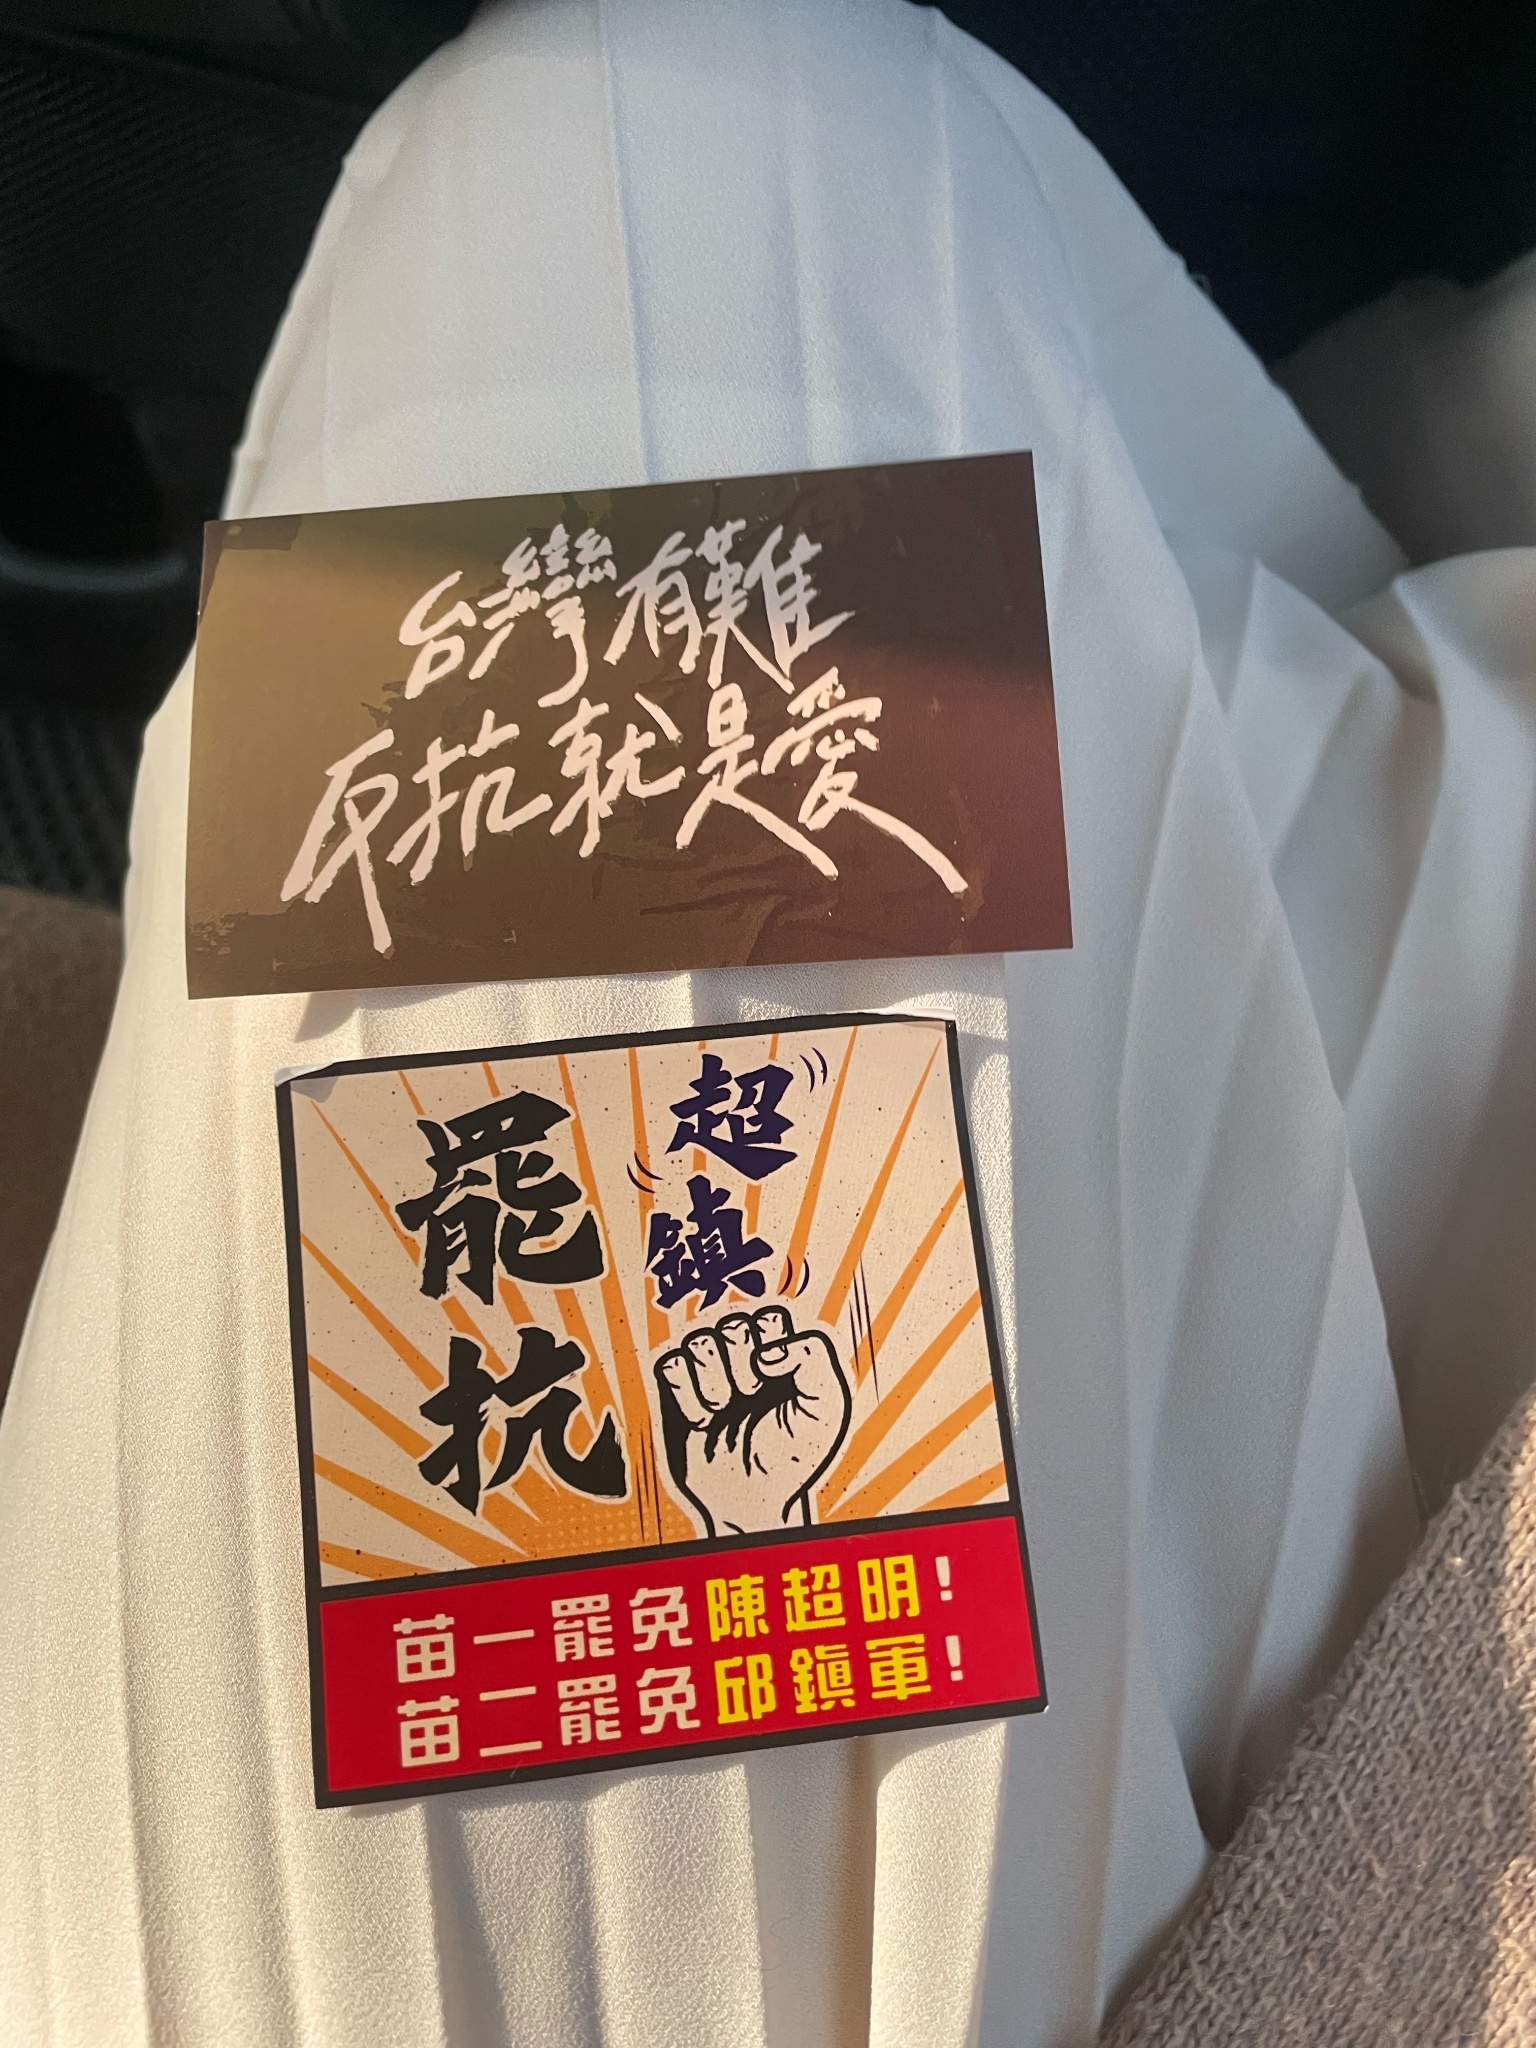 台灣有難
反抗就是愛
罷抗
超鎮
苗一罷免陳超明!
苗二罷免邱鎮軍!